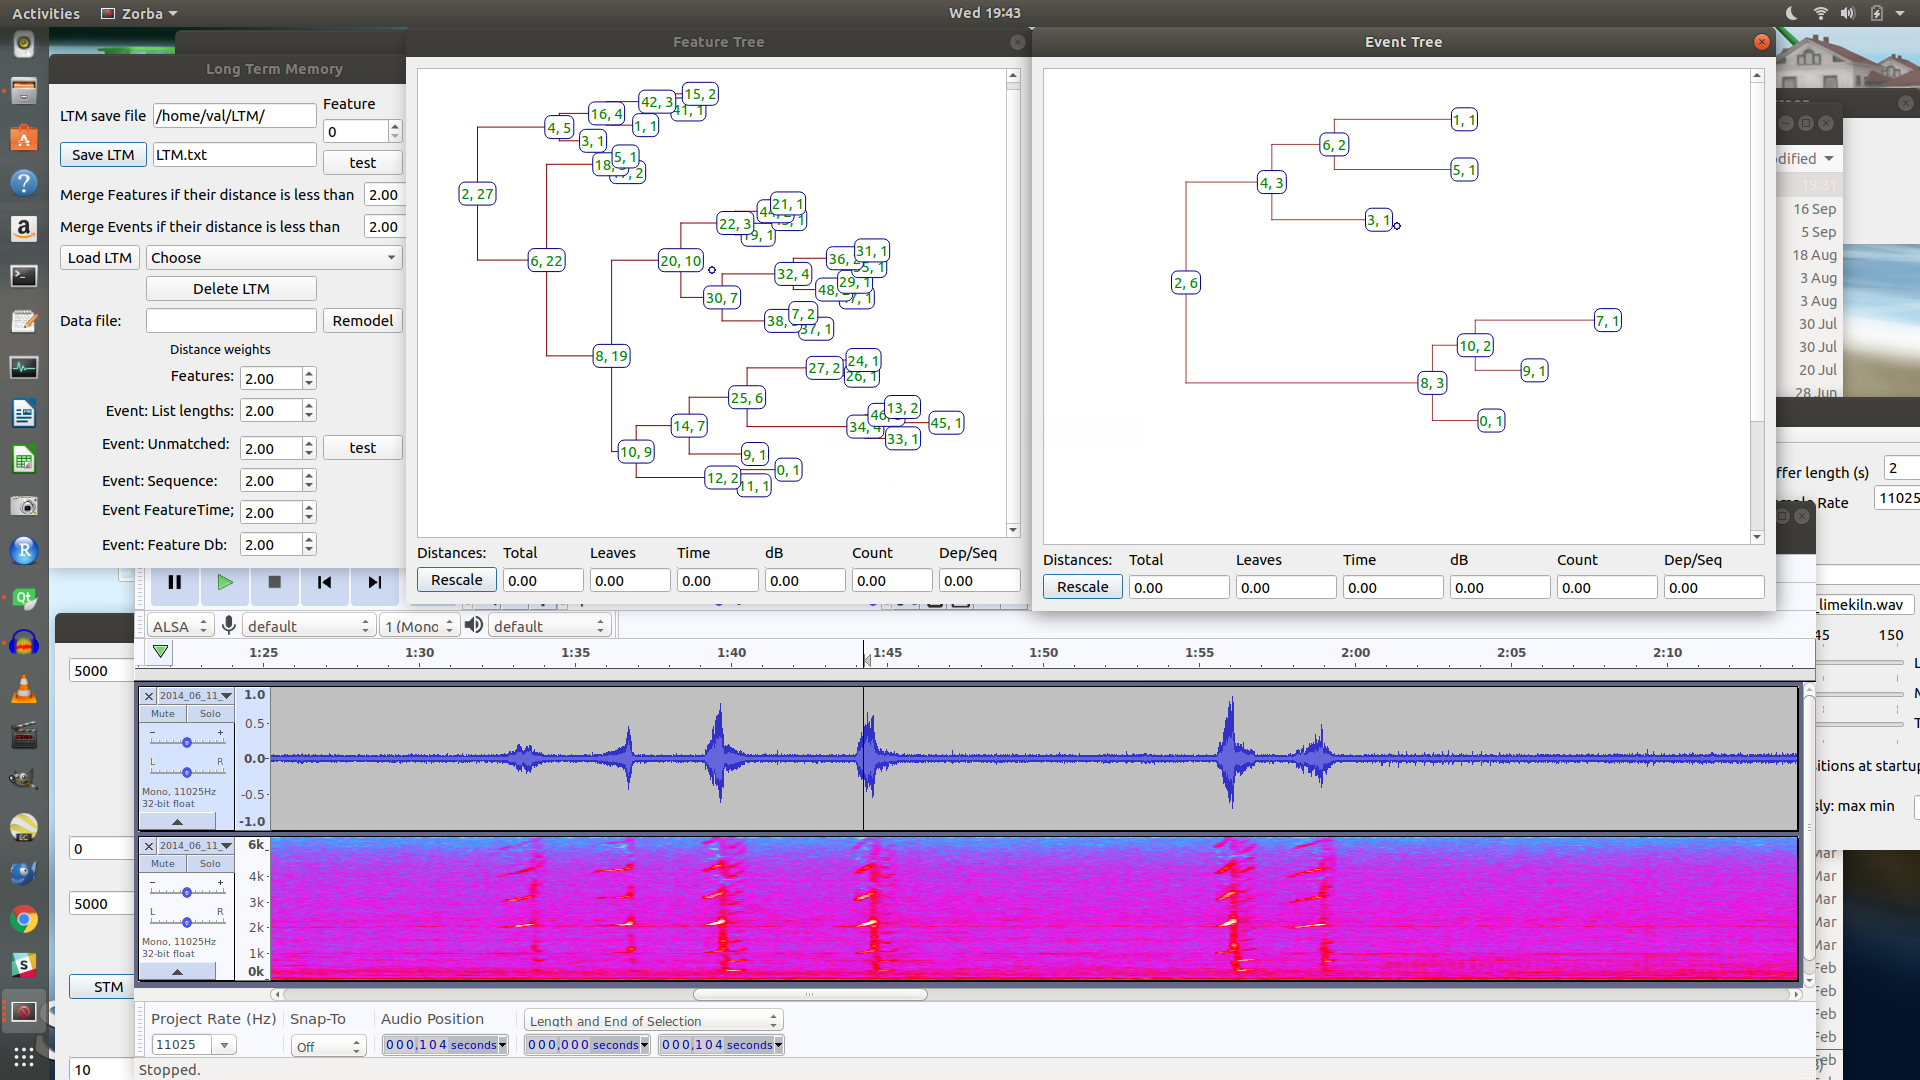 Activities
Zorba
Wed 19:43
Long Term Memory
LTM save file
/home/val/LTM/
Feature
0
Save LTM
LTM.txt
test
Merge Features if their distance is less than
2.00
Merge Events if their distance is less than
2.00
Load LTM
Choose
Delete LTM
Data file:
Remodel
Distance weights
Features:
2.00
Event: List lengths:
2.00
Event: Unmatched:
2.00
test
Event: Sequence:
2.00
Event FeatureTime;
2.00
Event: Feature Db:
2.00
Feature Tree
15, 2
42, 3
41, 1
16, 4
1, 1
4, 5
3, 1
5, 1
18,
2, 27
21, 1
22, 3
19, 1
6, 22
20, 10
31, 1
36,
32, 4
29, 1
48,
30, 7
7, 2
38,
37, 1
8, 19
24, 1
27, 2
26, 1
25, 6
13, 2
46,
45, 1
14, 7
34, 4
33, 1
10, 9
9, 1
0, 1
12, 2
11, 1
Distances:
Total
Leaves
Time
dB
Count
Dep/Seq
Rescale
0.00
0.00
0.00
0.00
0.00
0.00
Event Tree
1, 1
6, 2
5, 1
4, 3
3, 1
2, 6
7, 1
10, 2
9, 1
8, 3
0, 1
Distances:
Total
Leaves
Time
dB
Count
Dep/Seq
Rescale
0.00
0.00
0.00
0.00
0.00
0.00
dified
19:31
16 Sep
5 Sep
18 Aug
3 Aug
3 Aug
30 Jul
30 Jul
20 Jul
28 Jun
ffer length (s)
2
Rate
11025
limekiln.wav
45
150
itions at startup
sly: max min
Mar
Mar
Mar
Mar
Mar
Feb
Feb
Feb
Feb
Feb
5000
0
5000
STM
10
ALSA
default
1 (Mono
default
1:25
1:30
1:35
1:40
1:45
1:50
1:55
2:00
2:05
2:10
2014_06_11_
Mute
Solo
- +
L R
Mono, 11025Hz
32-bit float
1.0
0.5
0.0
-0.5
-1.0
2014_06_11_
Mute
Solo
- +
L R
Mono, 11025Hz
32-bit float
6k
4k
3k
2k
1k
0k
Project Rate (Hz)
Snap-To
Audio Position
Length and End of Selection
11025
Off
000,104 seconds
000,000 seconds
000,104 seconds
Stopped.